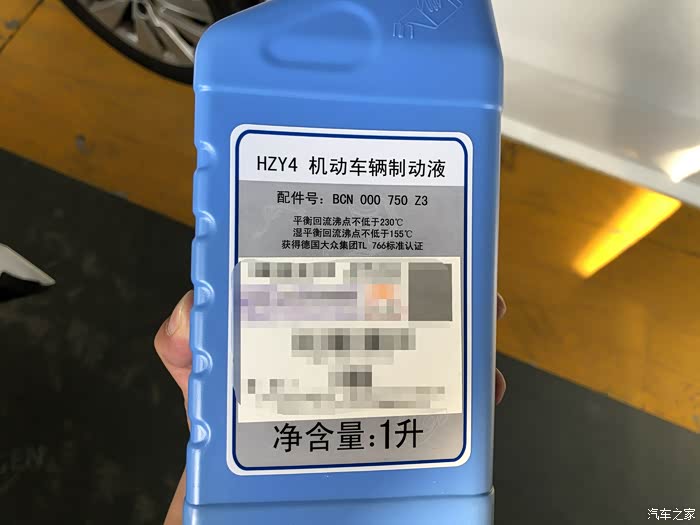 HZY4 机动车辆制动液
配件号：BCN 000 750 Z3
平衡回流沸点不低于230℃
湿平衡回流沸点不低于155℃
获得德国大众集团TL 766标准认证
净含量：1升
GEN
汽车之家